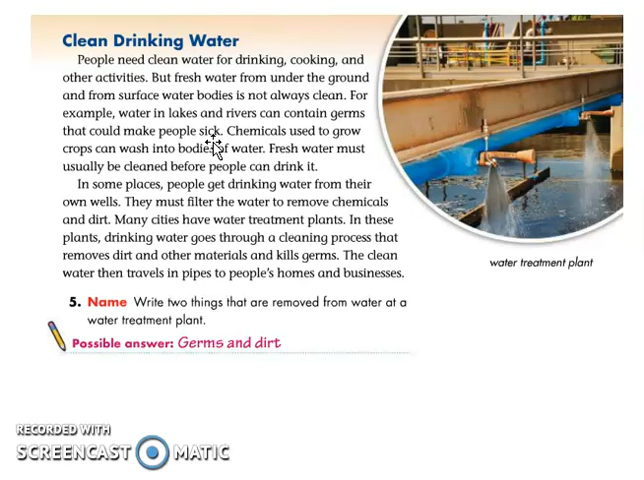 Clean Drinking Water
People need clean water for drinking, cooking, and
other activities. But fresh water from under the ground
and from surface water bodies is not always clean. For
example, water in lakes and rivers can contain germs
that could make people sick. Chemicals used to grow
crops can wash into bodies of water. Fresh water must
usually be cleaned before people can drink it.
In some places, people get drinking water from their
own wells. They must filter the water to remove chemicals
and dirt. Many cities have water treatment plants. In these
plants, drinking water goes through a cleaning process that
removes dirt and other materials and kills germs. The clean
water then travels in pipes to people's homes and businesses.
water treatment plant
5. Name Write two things that are removed from water at a
water treatment plant.
Possible answer: Germs and dirt
RECORDED WITH
SCREENCAST MATIC